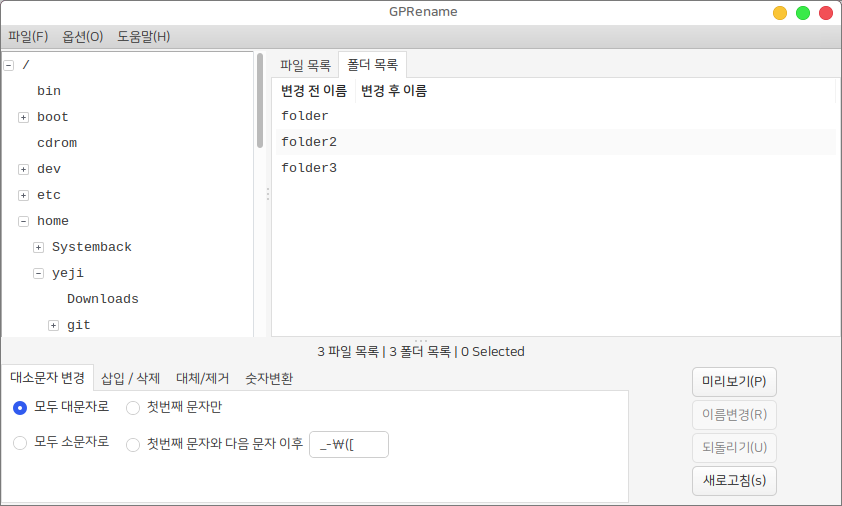 GPRename
파일(F) 옵션(O) 도움말(H)
/
bin
boot
cdrom
dev
etc
home
Systemback
yeji
Downloads
git
파일 목록 폴더 목록
변경 전 이름 변경 후 이름
folder
folder2
folder3
3 파일 목록 | 3 폴더 목록 | 0 Selected
대소문자 변경 삽입 / 삭제 대체/제거 숫자변환
모두 대문자로 첫번째 문자만
모두 소문자로 첫번째 문자와 다음 문자 이후 _-₩([
미리보기(P)
이름변경(R)
되돌리기(U)
새로고침(s)